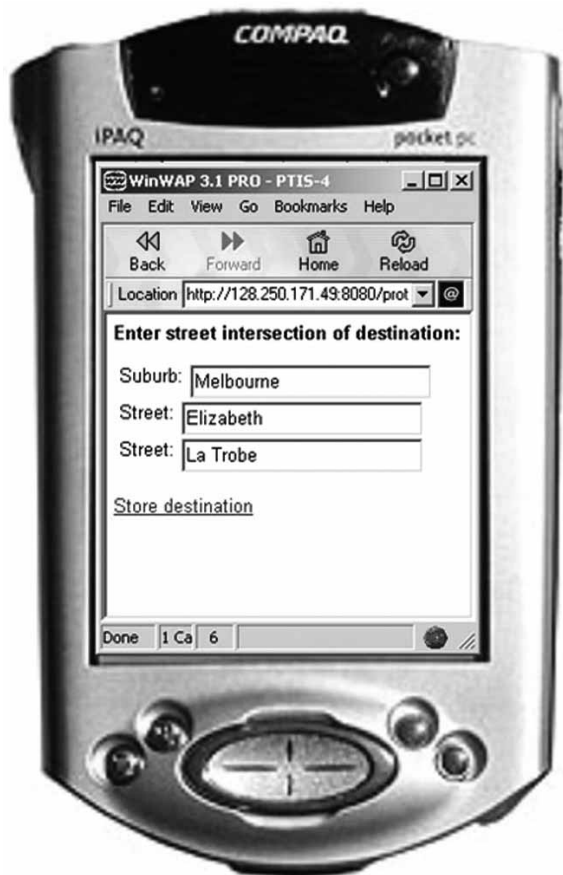 COMPAQ
iPAQ pocket pc
WinWAP 3.1 PRO - PTIS-4
File Edit View Go Bookmarks Help
Back Forward Home Reload
Location http://128.250.171.49:8080/prot @
Enter street intersection of destination:
Suburb: Melbourne
Street: Elizabeth
Street: La Trobe
Store destination
Done 1 Ca 6